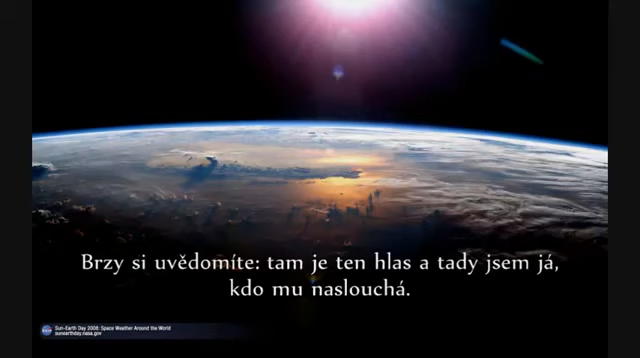 Brzy si uvědomíte: tam je ten hlas a tady jsem já,
kdo mu naslouchá.
Sun-Earth Day 2008: Space Weather Around the World
sunearthday.nasa.gov